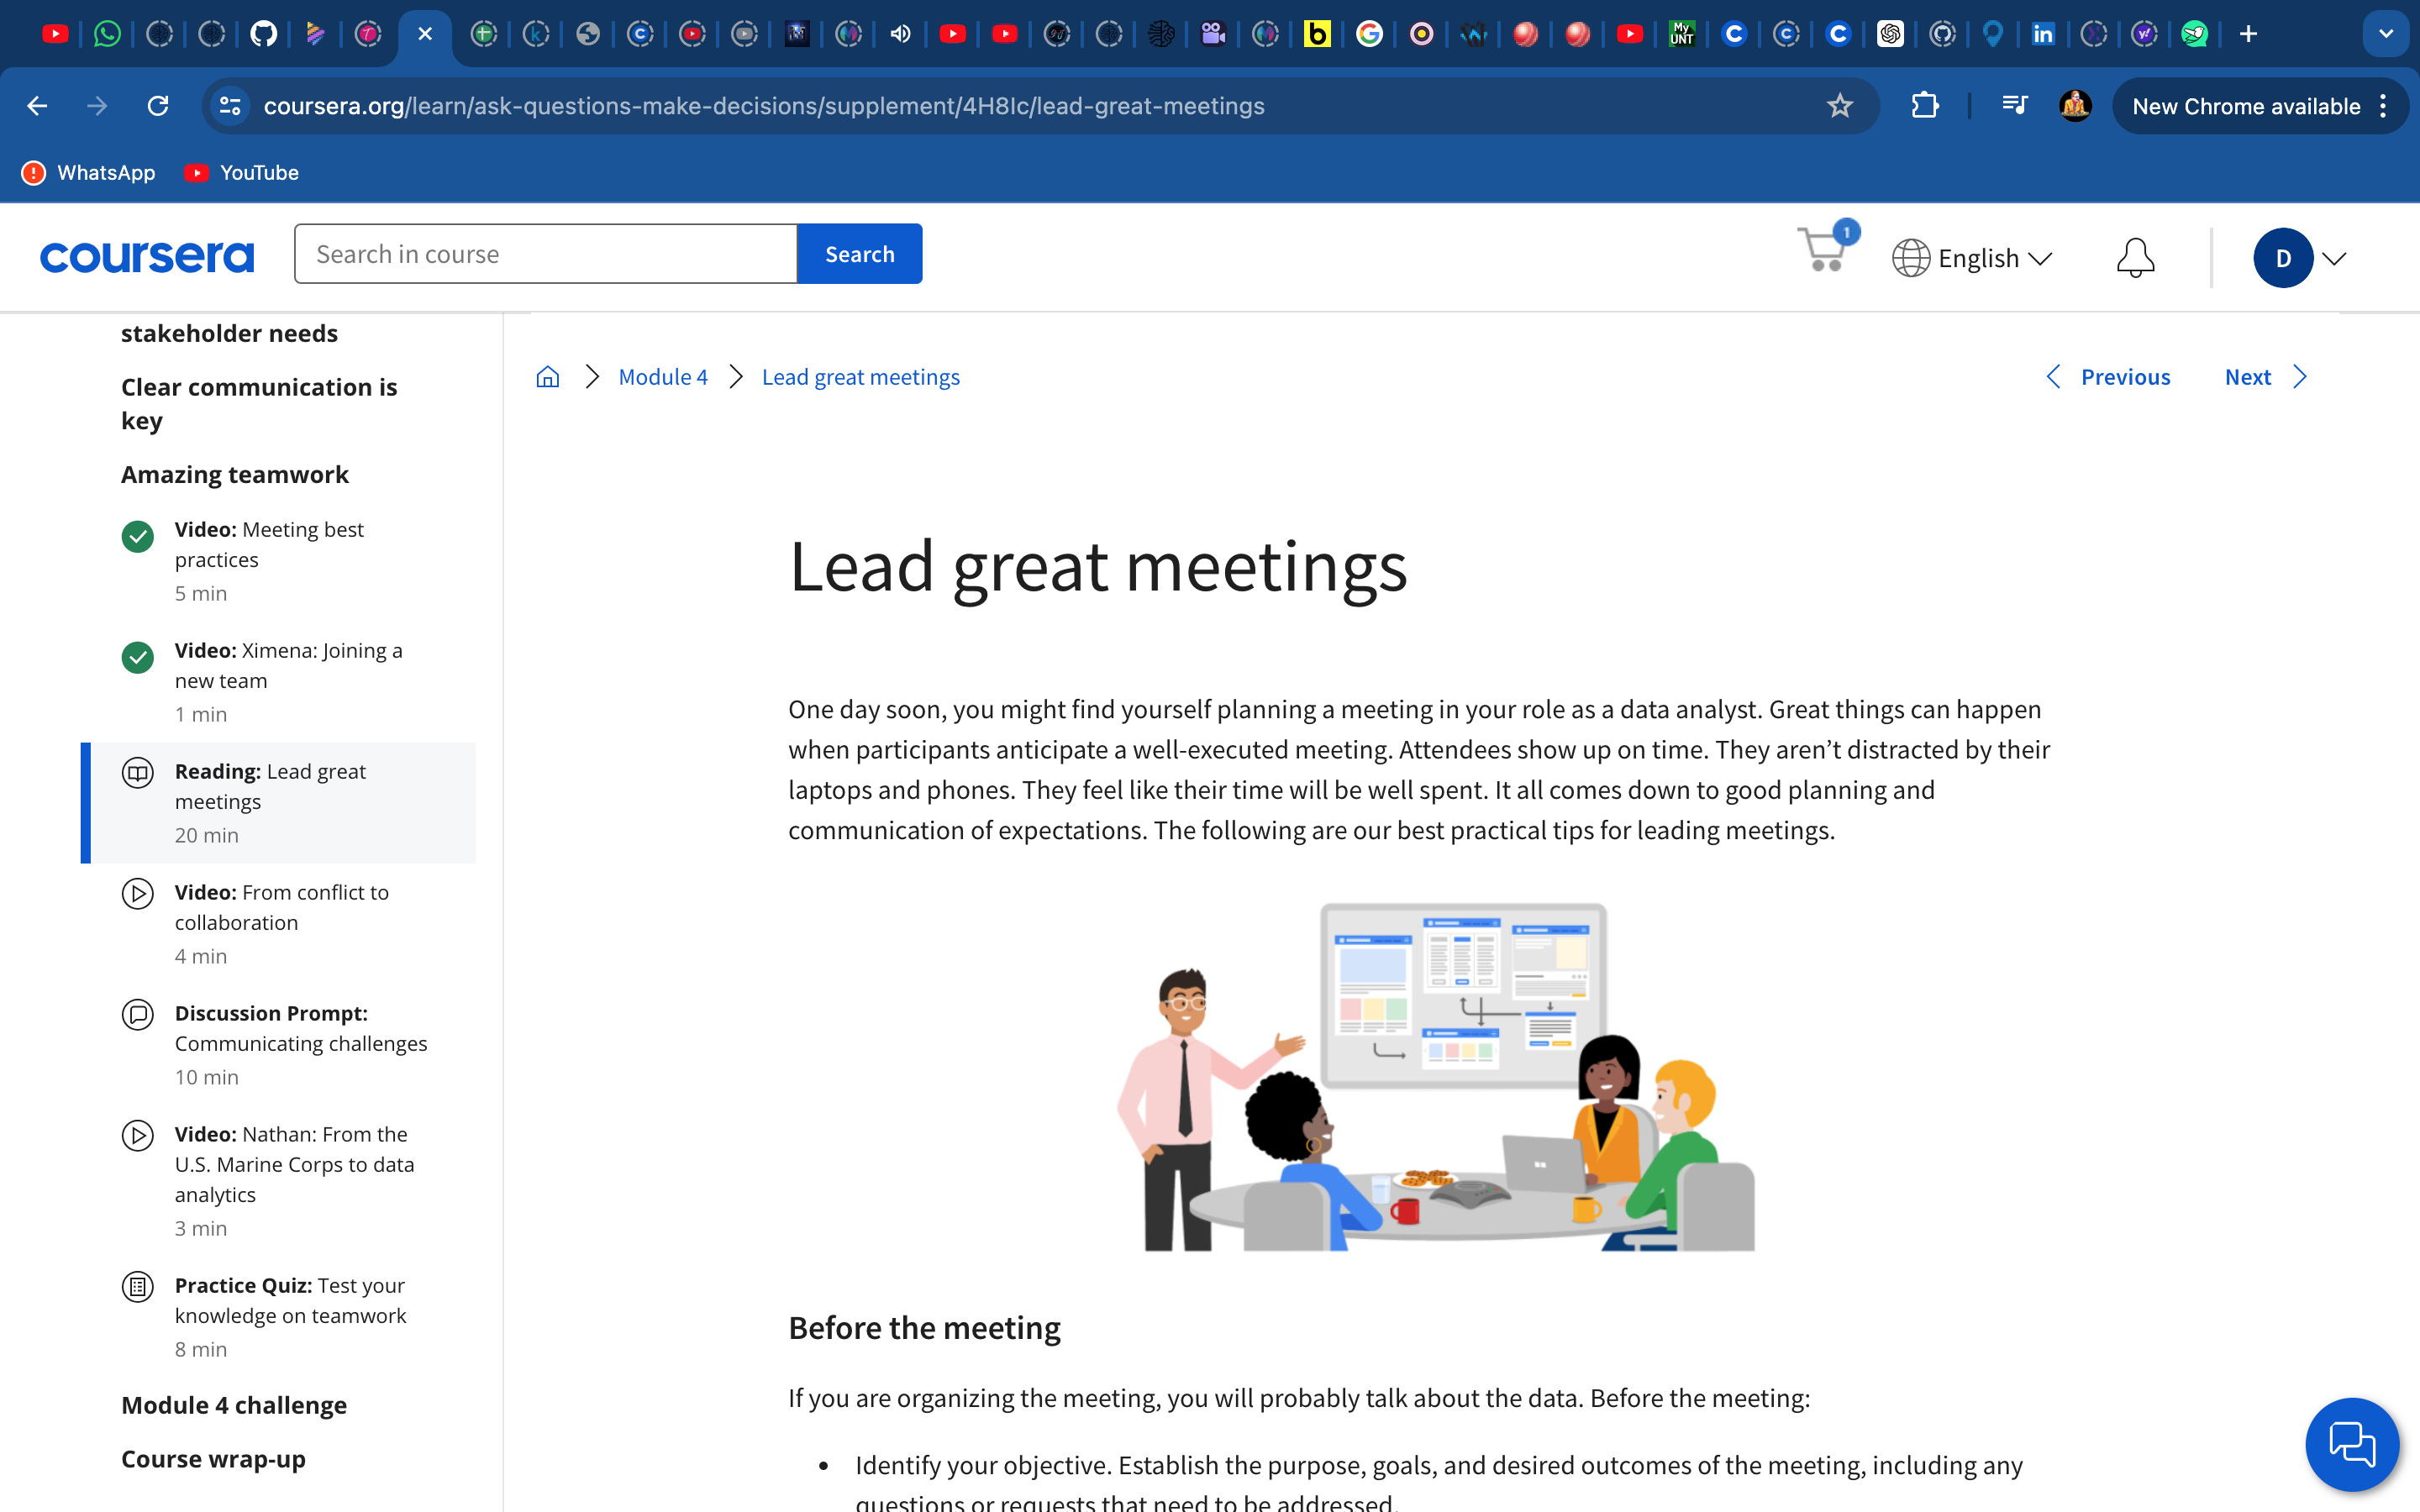 My
UNT
coursera.org/learn/ask-questions-make-decisions/supplement/4H8Ic/lead-great-meetings
New Chrome available
WhatsApp
YouTube
coursera
Search in course
Search
1
English
D
stakeholder needs
Clear communication is
key
Amazing teamwork
Video: Meeting best
practices
5 min
Video: Ximena: Joining a
new team
1 min
Reading: Lead great
meetings
20 min
Video: From conflict to
collaboration
4 min
Discussion Prompt:
Communicating challenges
10 min
Video: Nathan: From the
U.S. Marine Corps to data
analytics
3 min
Practice Quiz: Test your
knowledge on teamwork
8 min
Module 4 challenge
Course wrap-up
Module 4
Lead great meetings
Previous
Next
Lead great meetings
One day soon, you might find yourself planning a meeting in your role as a data analyst. Great things can happen
when participants anticipate a well-executed meeting. Attendees show up on time. They aren’t distracted by their
laptops and phones. They feel like their time will be well spent. It all comes down to good planning and
communication of expectations. The following are our best practical tips for leading meetings.
Before the meeting
If you are organizing the meeting, you will probably talk about the data. Before the meeting:
• Identify your objective. Establish the purpose, goals, and desired outcomes of the meeting, including any
questions or requests that need to be addressed.